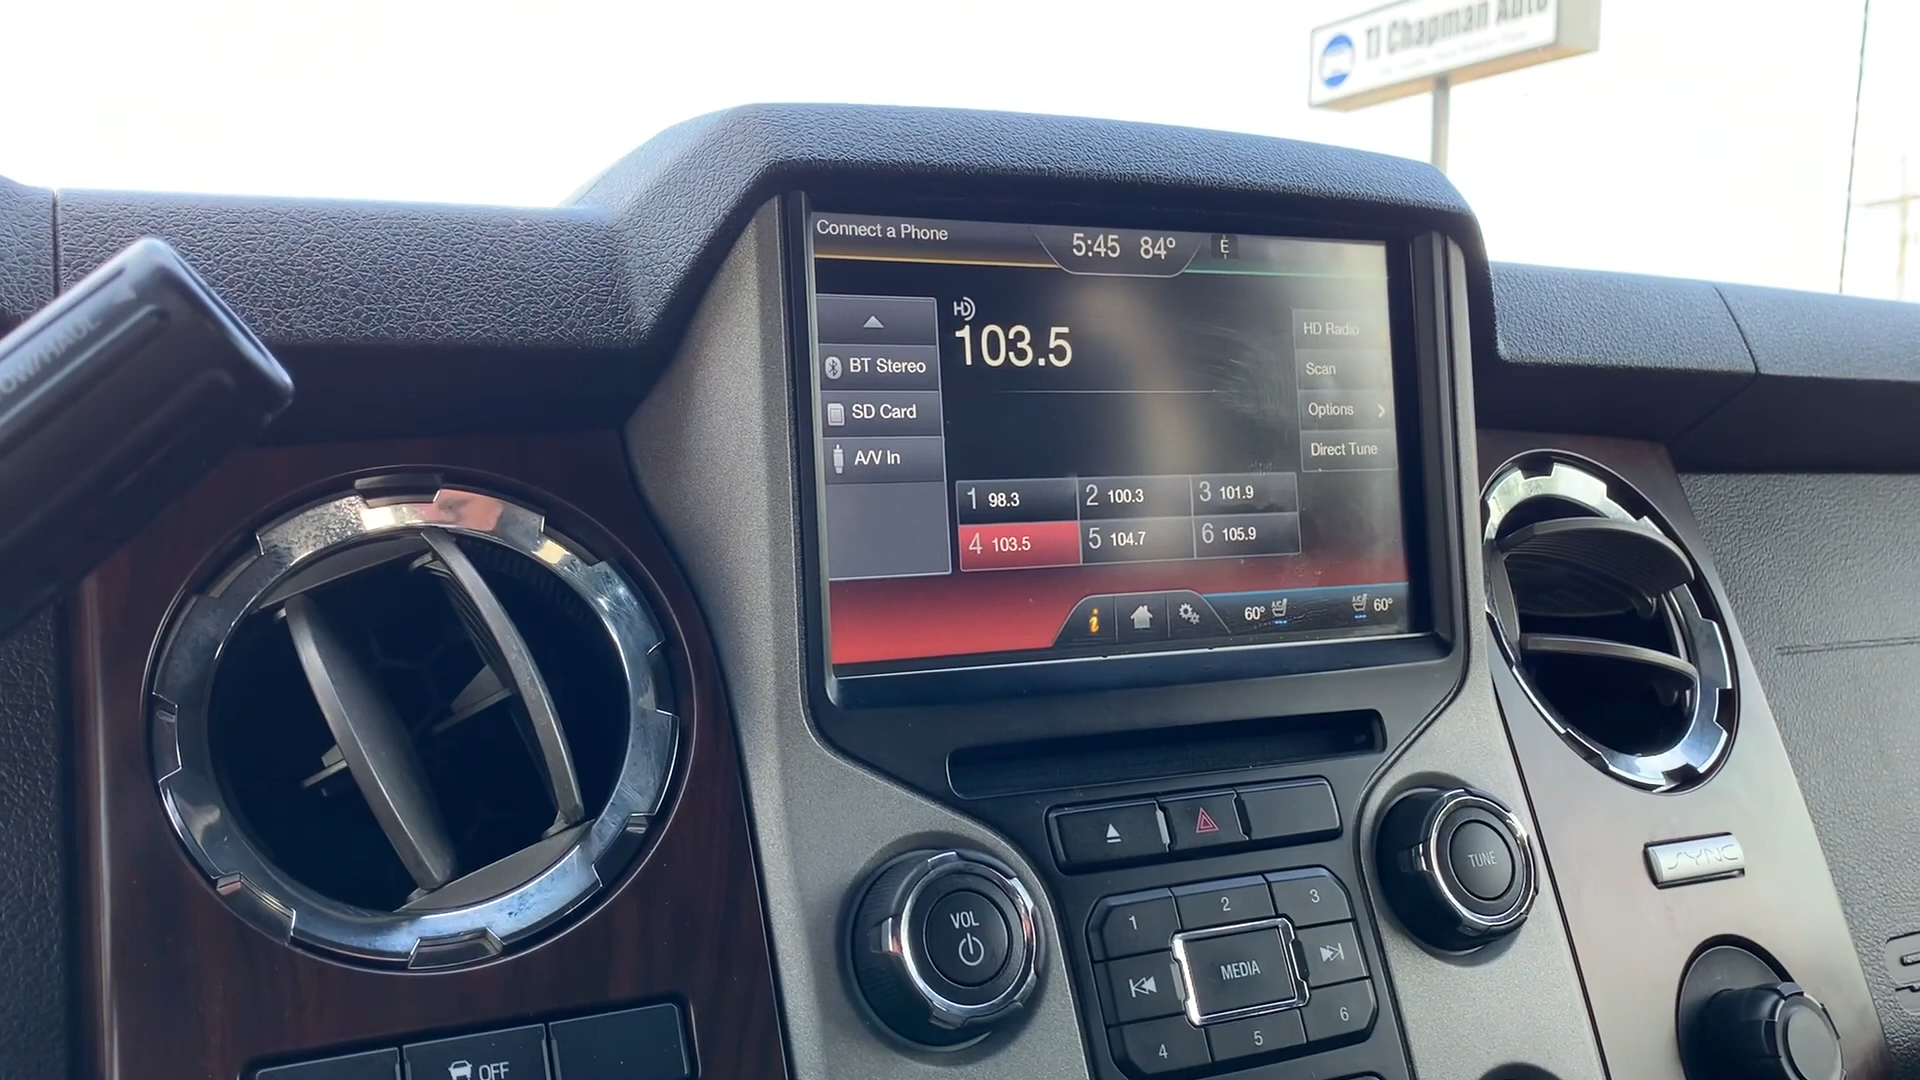 TJ Chapman Auto
TOW/HAUL
Connect a Phone
5:45 84° E
HD
103.5
BT Stereo
SD Card
A/V In
HD Radio
Scan
Options
Direct Tune
1 98.3 2 100.3 3 101.9
4 103.5 5 104.7 6 105.9
i
60° A/C
A/C 60°
VOL
TUNE
SYNC
1 2 3
MEDIA
4 5 6
OFF